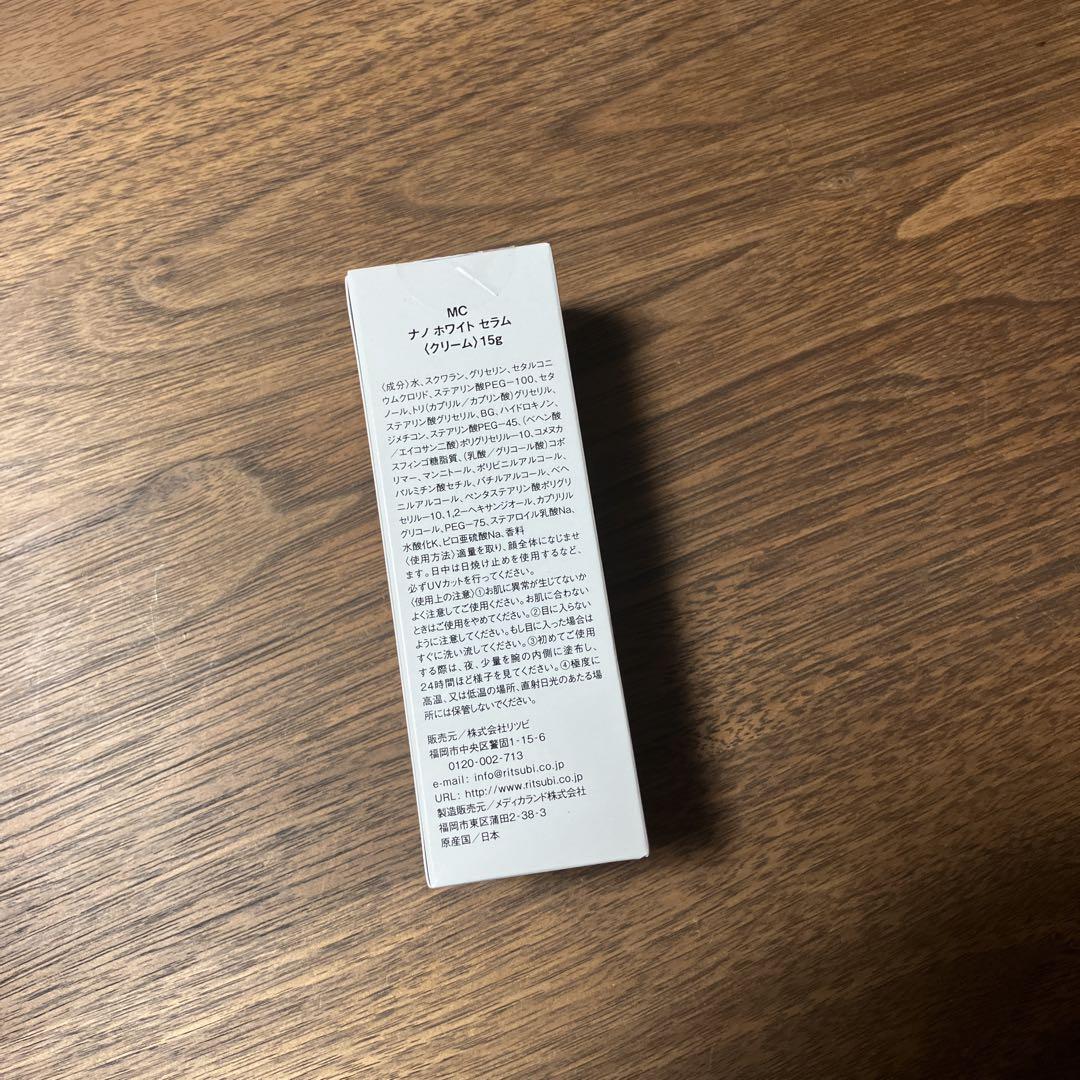 MC
ナノ ホワイト セラム
〈クリーム〉15g
〈成分〉水、スクワラン、グリセリン、セタルコニ
ウムクロリド、ステアリン酸PEG−100、セタ
ノール、トリ(カプリル/カプリン酸)グリセリル、
ステアリン酸グリセリル、BG、ハイドロキノン、
ジメチコン、ステアリン酸PEG−45、(ベヘン酸
/エイコサン二酸)ポリグリセリル−10、コメヌカ
スフィンゴ糖脂質、(乳酸/グリコール酸)コポ
リマー、マンニトール、ポリビニルアルコール、
パルミチン酸セチル、バチルアルコール、ベヘ
ニルアルコール、ペンタステアリン酸ポリグリ
セリル−10、1,2−ヘキサンジオール、カプリリル
グリコール、PEG−75、ステアロイル乳酸Na、
水酸化K、ピロ亜硫酸Na、香料
〈使用方法〉適量を取り、顔全体になじませ
ます。日中は日焼け止めを使用するなど、
必ずUVカットを行ってください。
〈使用上の注意〉①お肌に異常が生じてないか
よく注意してご使用ください。お肌に合わない
ときはご使用をやめてください。②目に入らない
ように注意してください。もし目に入った場合は
すぐに洗い流してください。③初めてご使用
する際は、夜、少量を腕の内側に塗布し、
24時間ほど様子を見てください。④極度に
高温、又は低温の場所、直射日光のあたる場
所には保管しないでください。
販売元/株式会社リツビ
福岡市中央区警固1-15-6
0120-002-713
e-mail: info@ritsubi.co.jp
URL: http://www.ritsubi.co.jp
製造販売元/メディカランド株式会社
福岡市東区蒲田2-38-3
原産国/日本